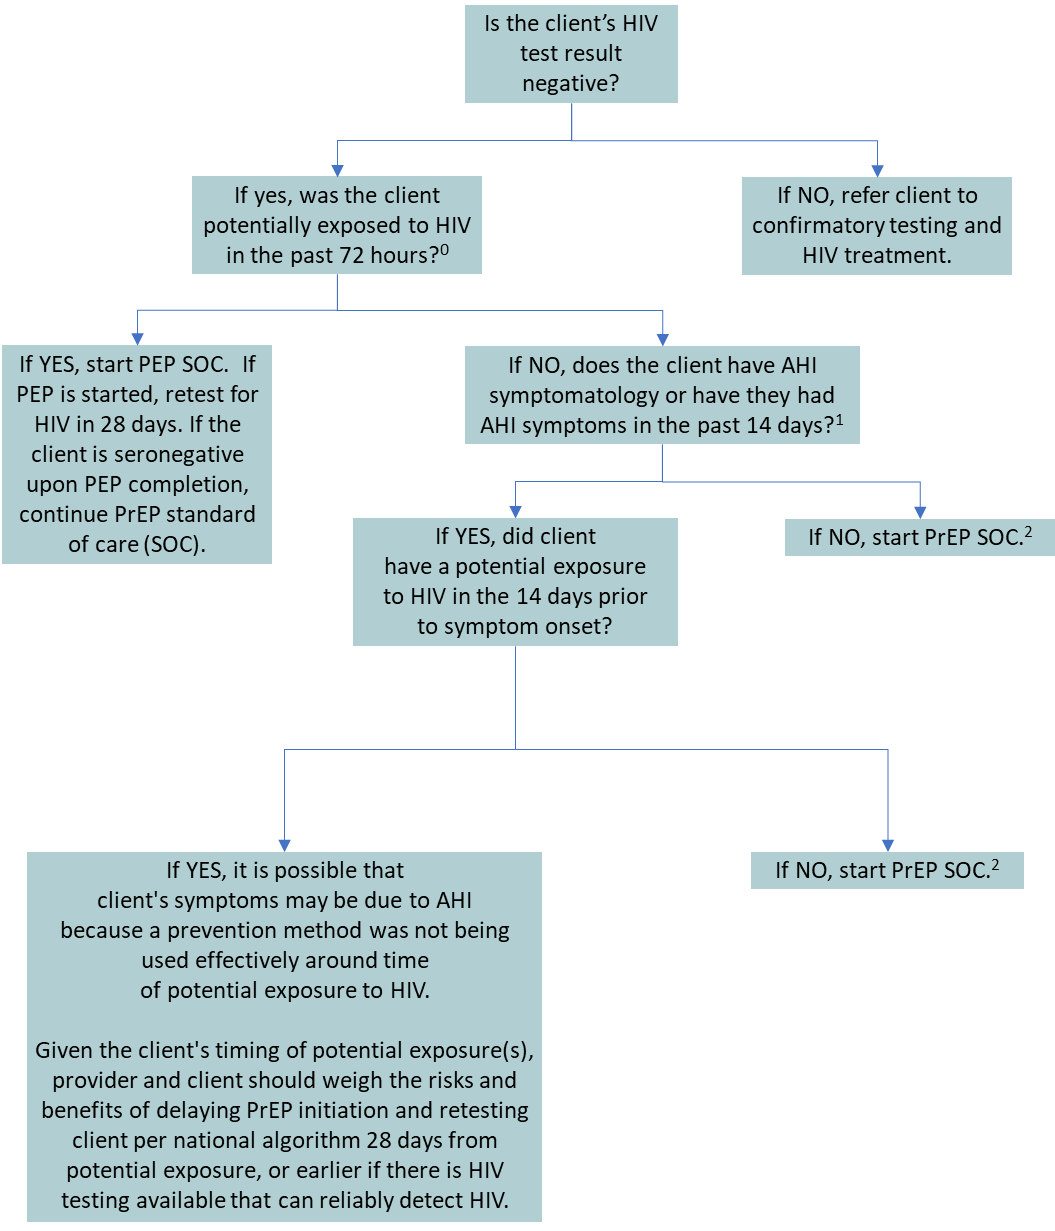 Is the client’s HIV
test result
negative?
If yes, was the client
potentially exposed to HIV
in the past 72 hours?⁰
If NO, refer client to
confirmatory testing and
HIV treatment.
If YES, start PEP SOC.  If
PEP is started, retest for
HIV in 28 days. If the
client is seronegative
upon PEP completion,
continue PrEP standard
of care (SOC).
If NO, does the client have AHI
symptomatology or have they had
AHI symptoms in the past 14 days?¹
If YES, did client
have a potential exposure
to HIV in the 14 days prior
to symptom onset?
If NO, start PrEP SOC.²
If YES, it is possible that
client's symptoms may be due to AHI
because a prevention method was not being
used effectively around time
of potential exposure to HIV.
Given the client's timing of potential exposure(s),
provider and client should weigh the risks and
benefits of delaying PrEP initiation and retesting
client per national algorithm 28 days from
potential exposure, or earlier if there is HIV
testing available that can reliably detect HIV.
If NO, start PrEP SOC.²